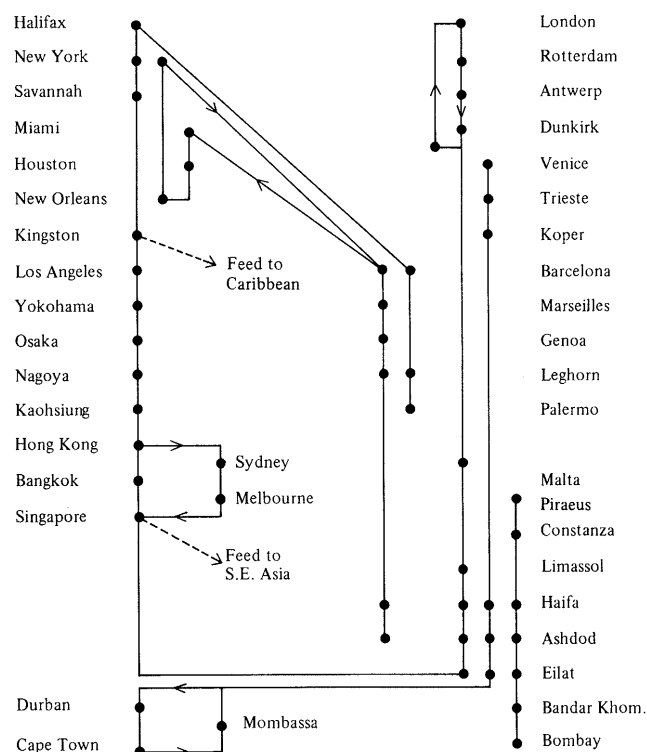 Halifax
New York
Savannah
Miami
Houston
New Orleans
Kingston
Los Angeles
Yokohama
Osaka
Nagoya
Kaohsiung
Hong Kong
Bangkok
Singapore
Durban
Cape Town
Feed to
Caribbean
Sydney
Melbourne
Feed to
S.E. Asia
Mombassa
London
Rotterdam
Antwerp
Dunkirk
Venice
Trieste
Koper
Barcelona
Marseilles
Genoa
Leghorn
Palermo
Malta
Piraeus
Constanza
Limassol
Haifa
Ashdod
Eilat
Bandar Khom.
Bombay